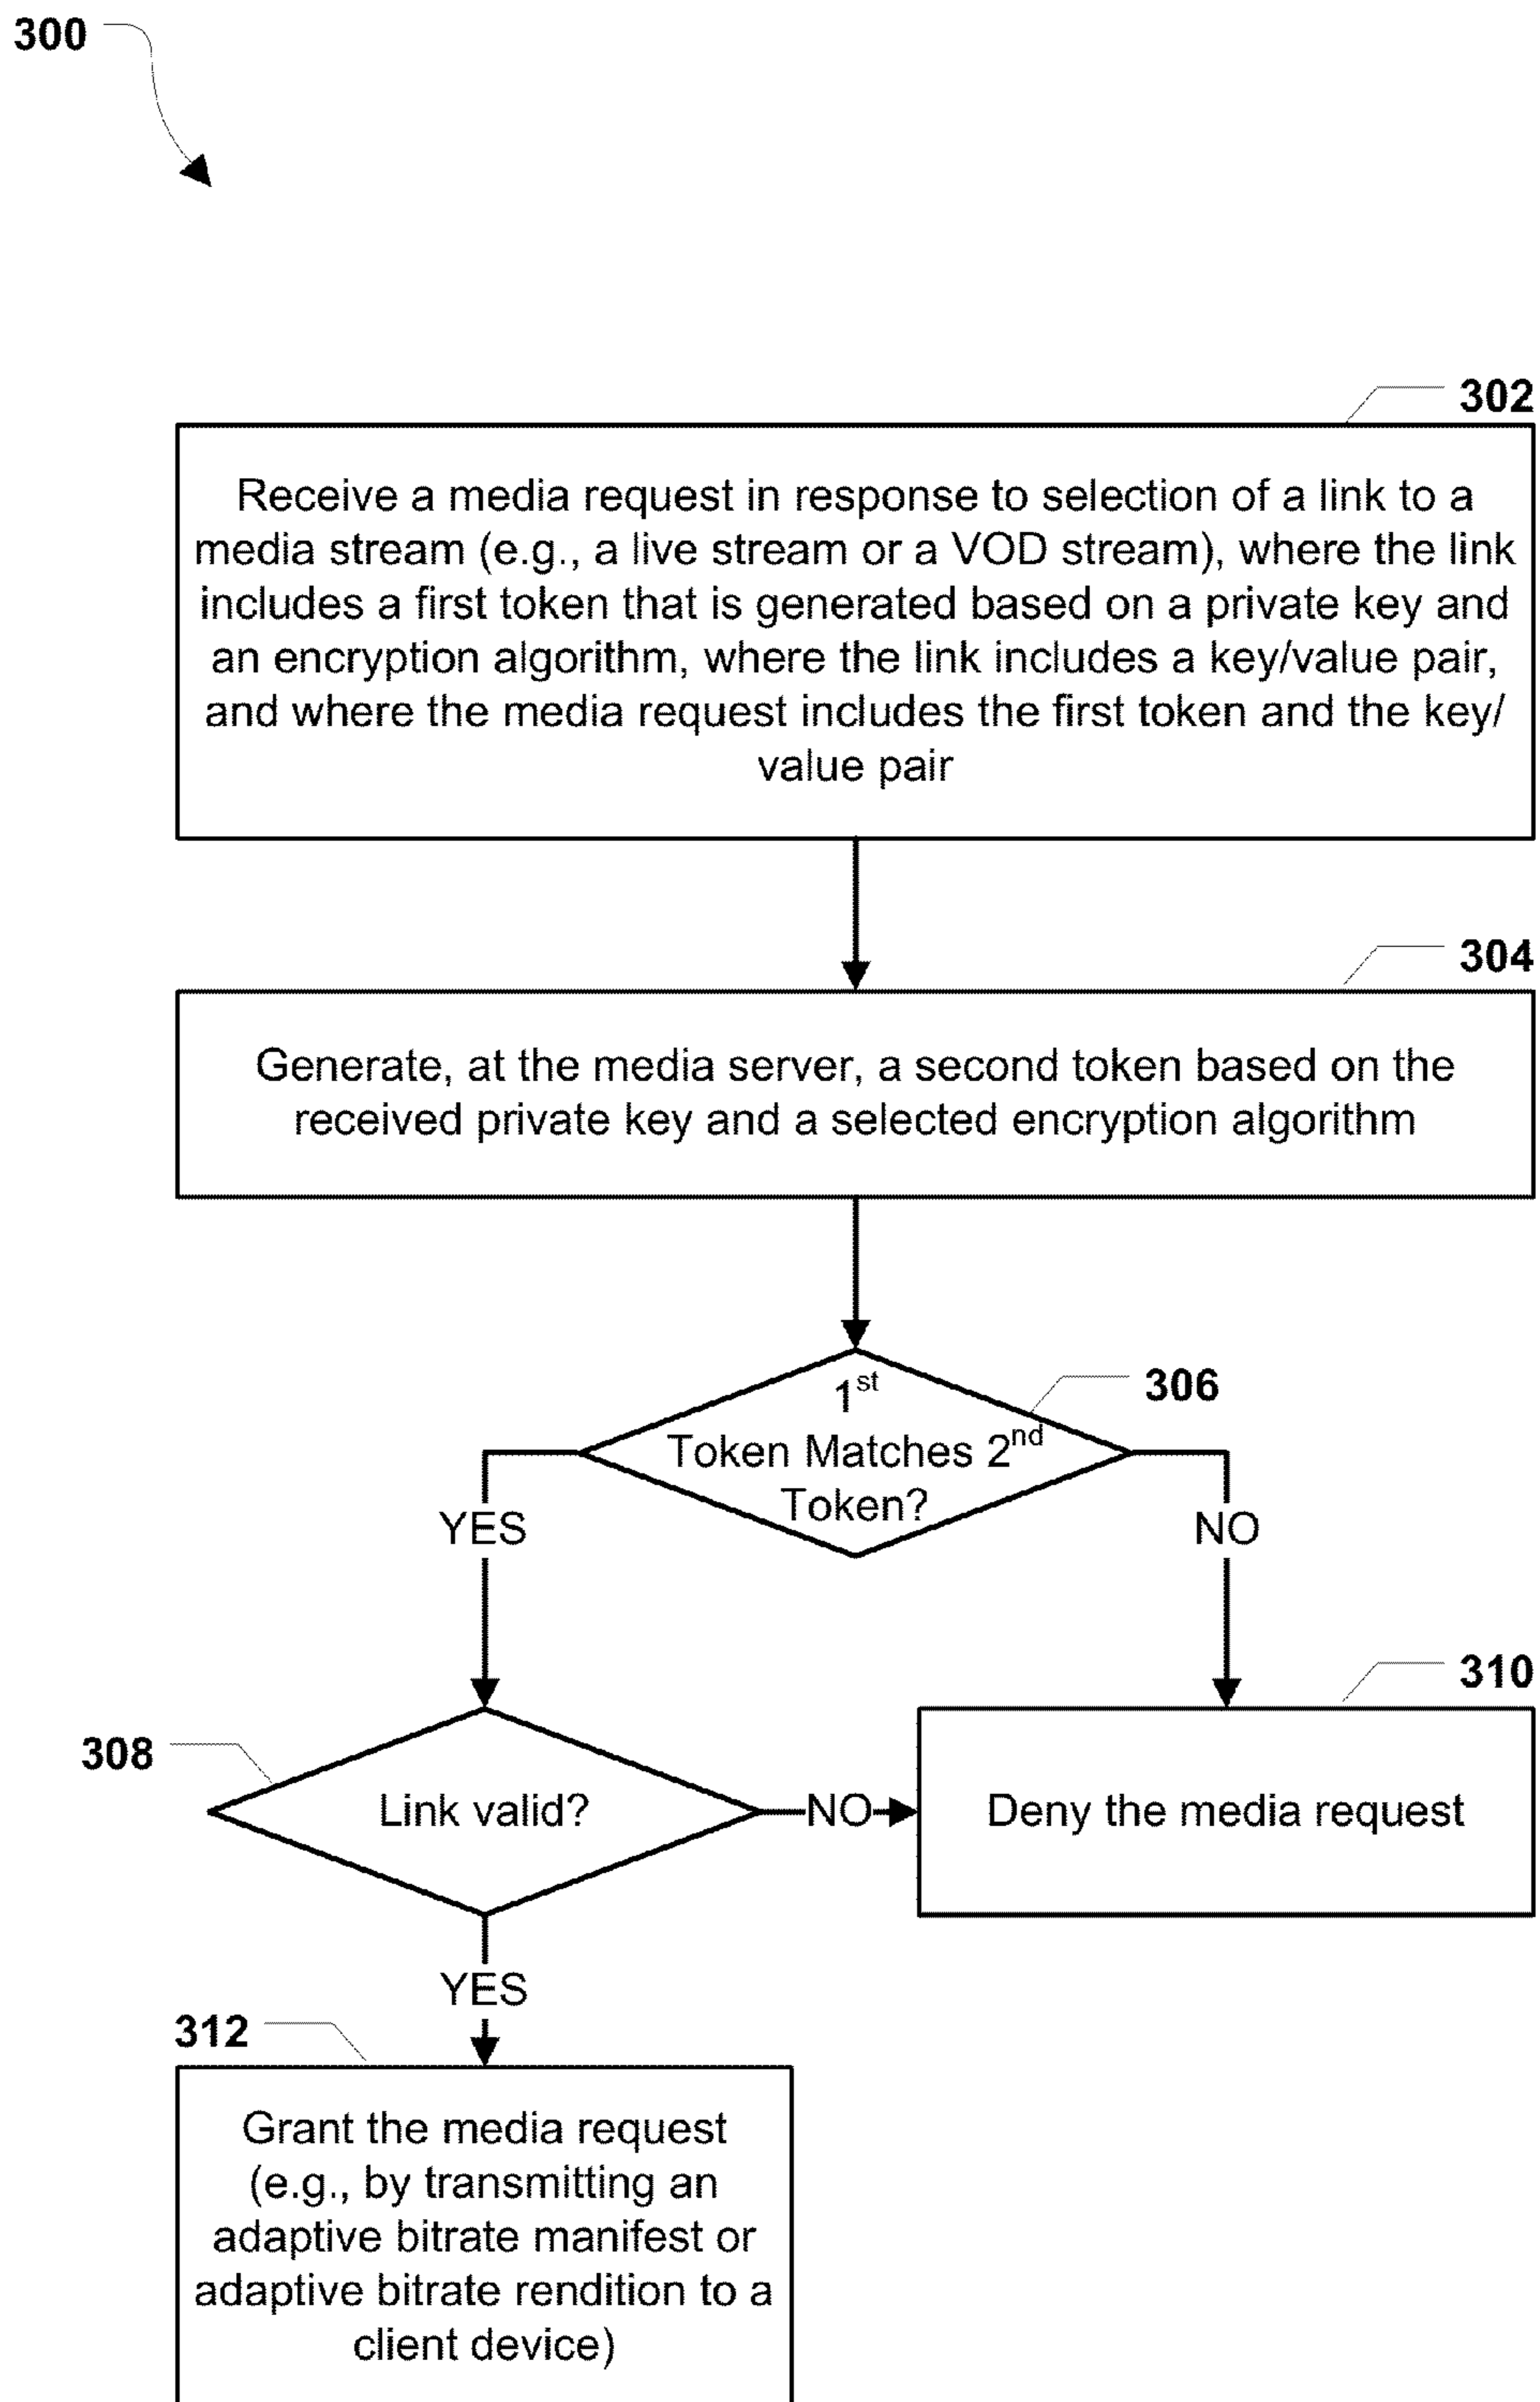 300
302
Receive a media request in response to selection of a link to a
media stream (e.g., a live stream or a VOD stream), where the link
includes a first token that is generated based on a private key and
an encryption algorithm, where the link includes a key/value pair,
and where the media request includes the first token and the key/
value pair
304
Generate, at the media server, a second token based on the
received private key and a selected encryption algorithm
306
1st
Token Matches 2nd
Token?
YES
NO
308
Link valid?
NO
310
Deny the media request
YES
312
Grant the media request
(e.g., by transmitting an
adaptive bitrate manifest or
adaptive bitrate rendition to a
client device)